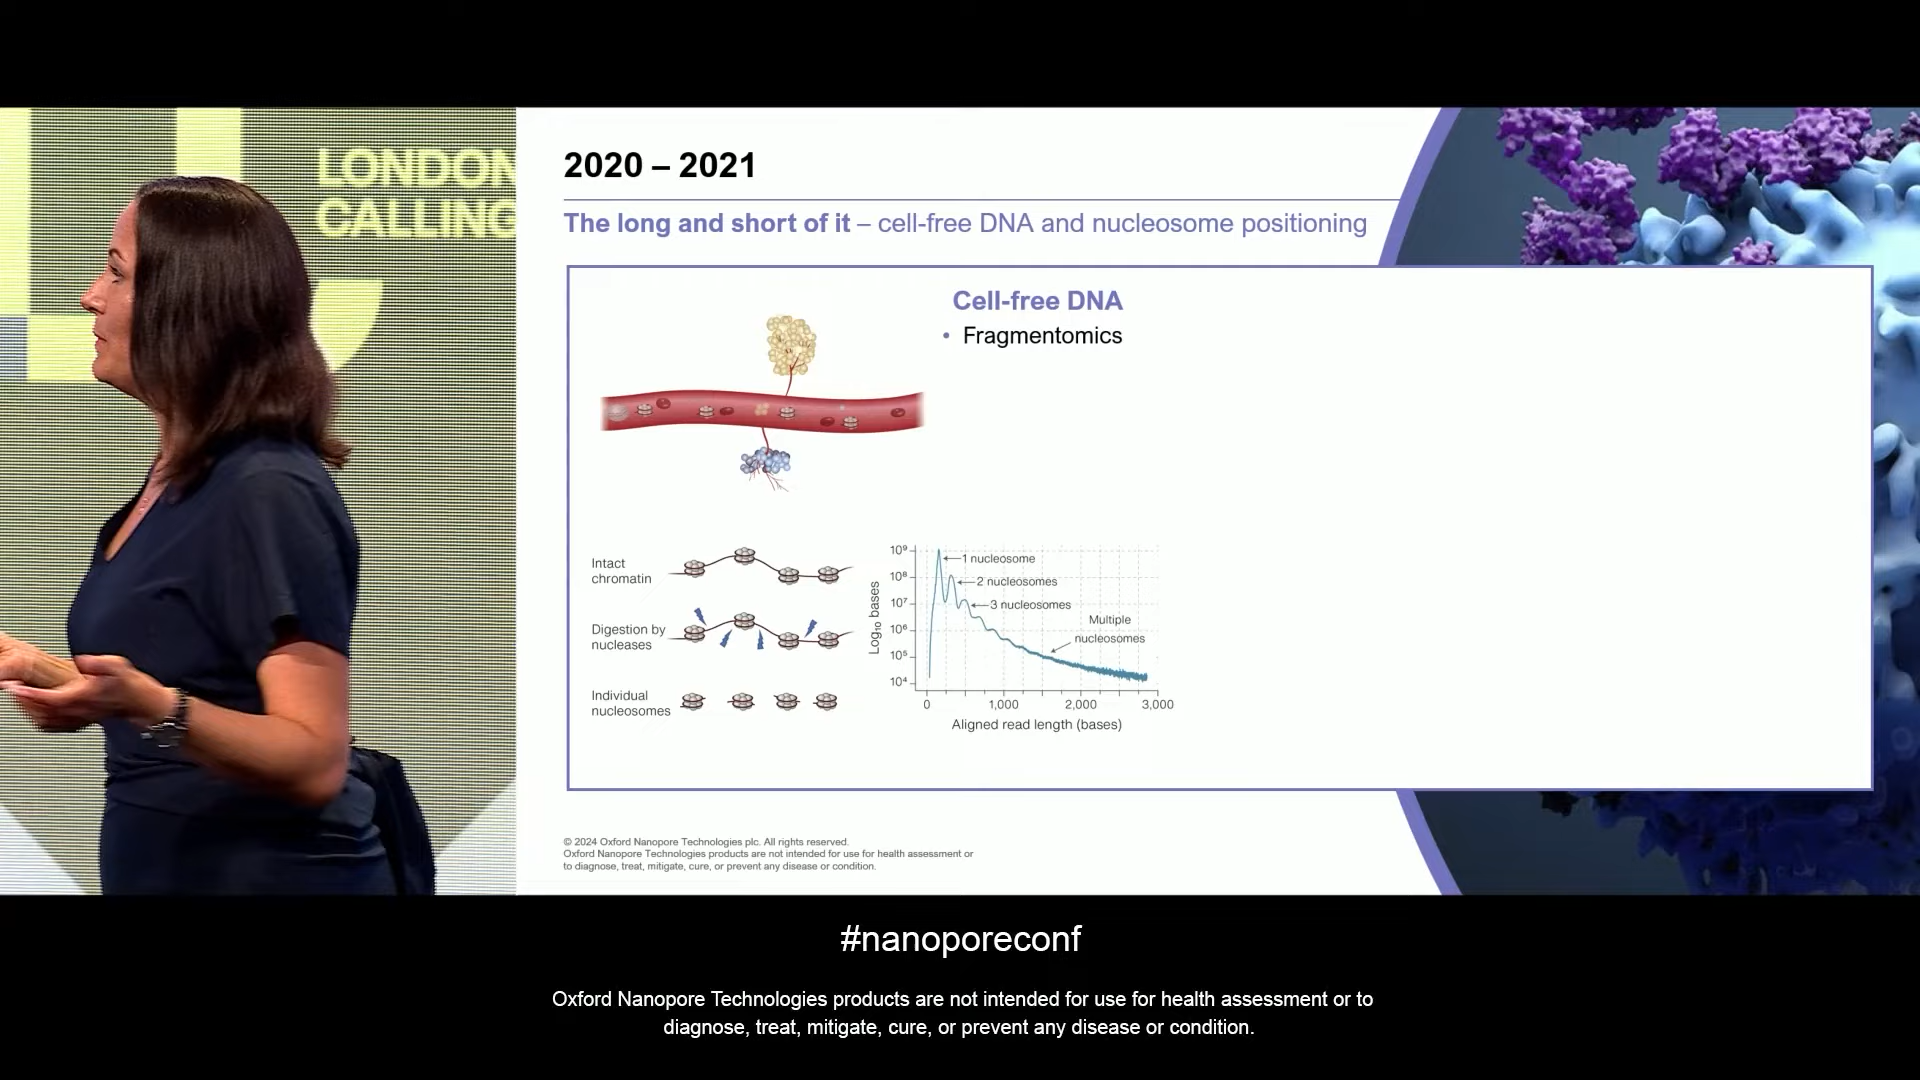 LONDON
CALLING
2020 – 2021
The long and short of it – cell-free DNA and nucleosome positioning
Cell-free DNA
• Fragmentomics
Intact
chromatin
Digestion by
nucleases
Individual
nucleosomes
Log₁₀ bases
10⁹
10⁸
10⁷
10⁶
10⁵
10⁴
1 nucleosome
2 nucleosomes
3 nucleosomes
Multiple
nucleosomes
0 1,000 2,000 3,000
Aligned read length (bases)
© 2024 Oxford Nanopore Technologies plc. All rights reserved.
Oxford Nanopore Technologies products are not intended for use for health assessment or
to diagnose, treat, mitigate, cure, or prevent any disease or condition.
#nanoporeconf
Oxford Nanopore Technologies products are not intended for use for health assessment or to
diagnose, treat, mitigate, cure, or prevent any disease or condition.